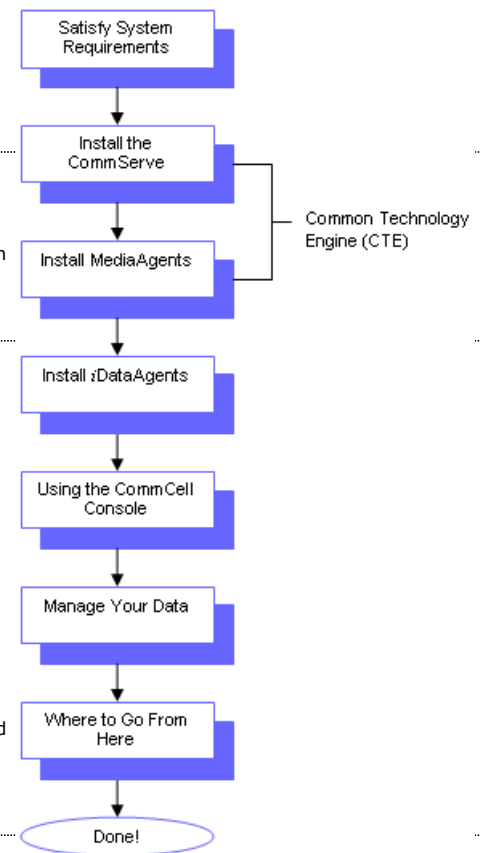 Satisfy System
Requirements
Install the
CommServe
Common Technology
Engine (CTE)
n
Install MediaAgents
Install iDataAgents
Using the CommCell
Console
Manage Your Data
Where to Go From
Here
d
Done!